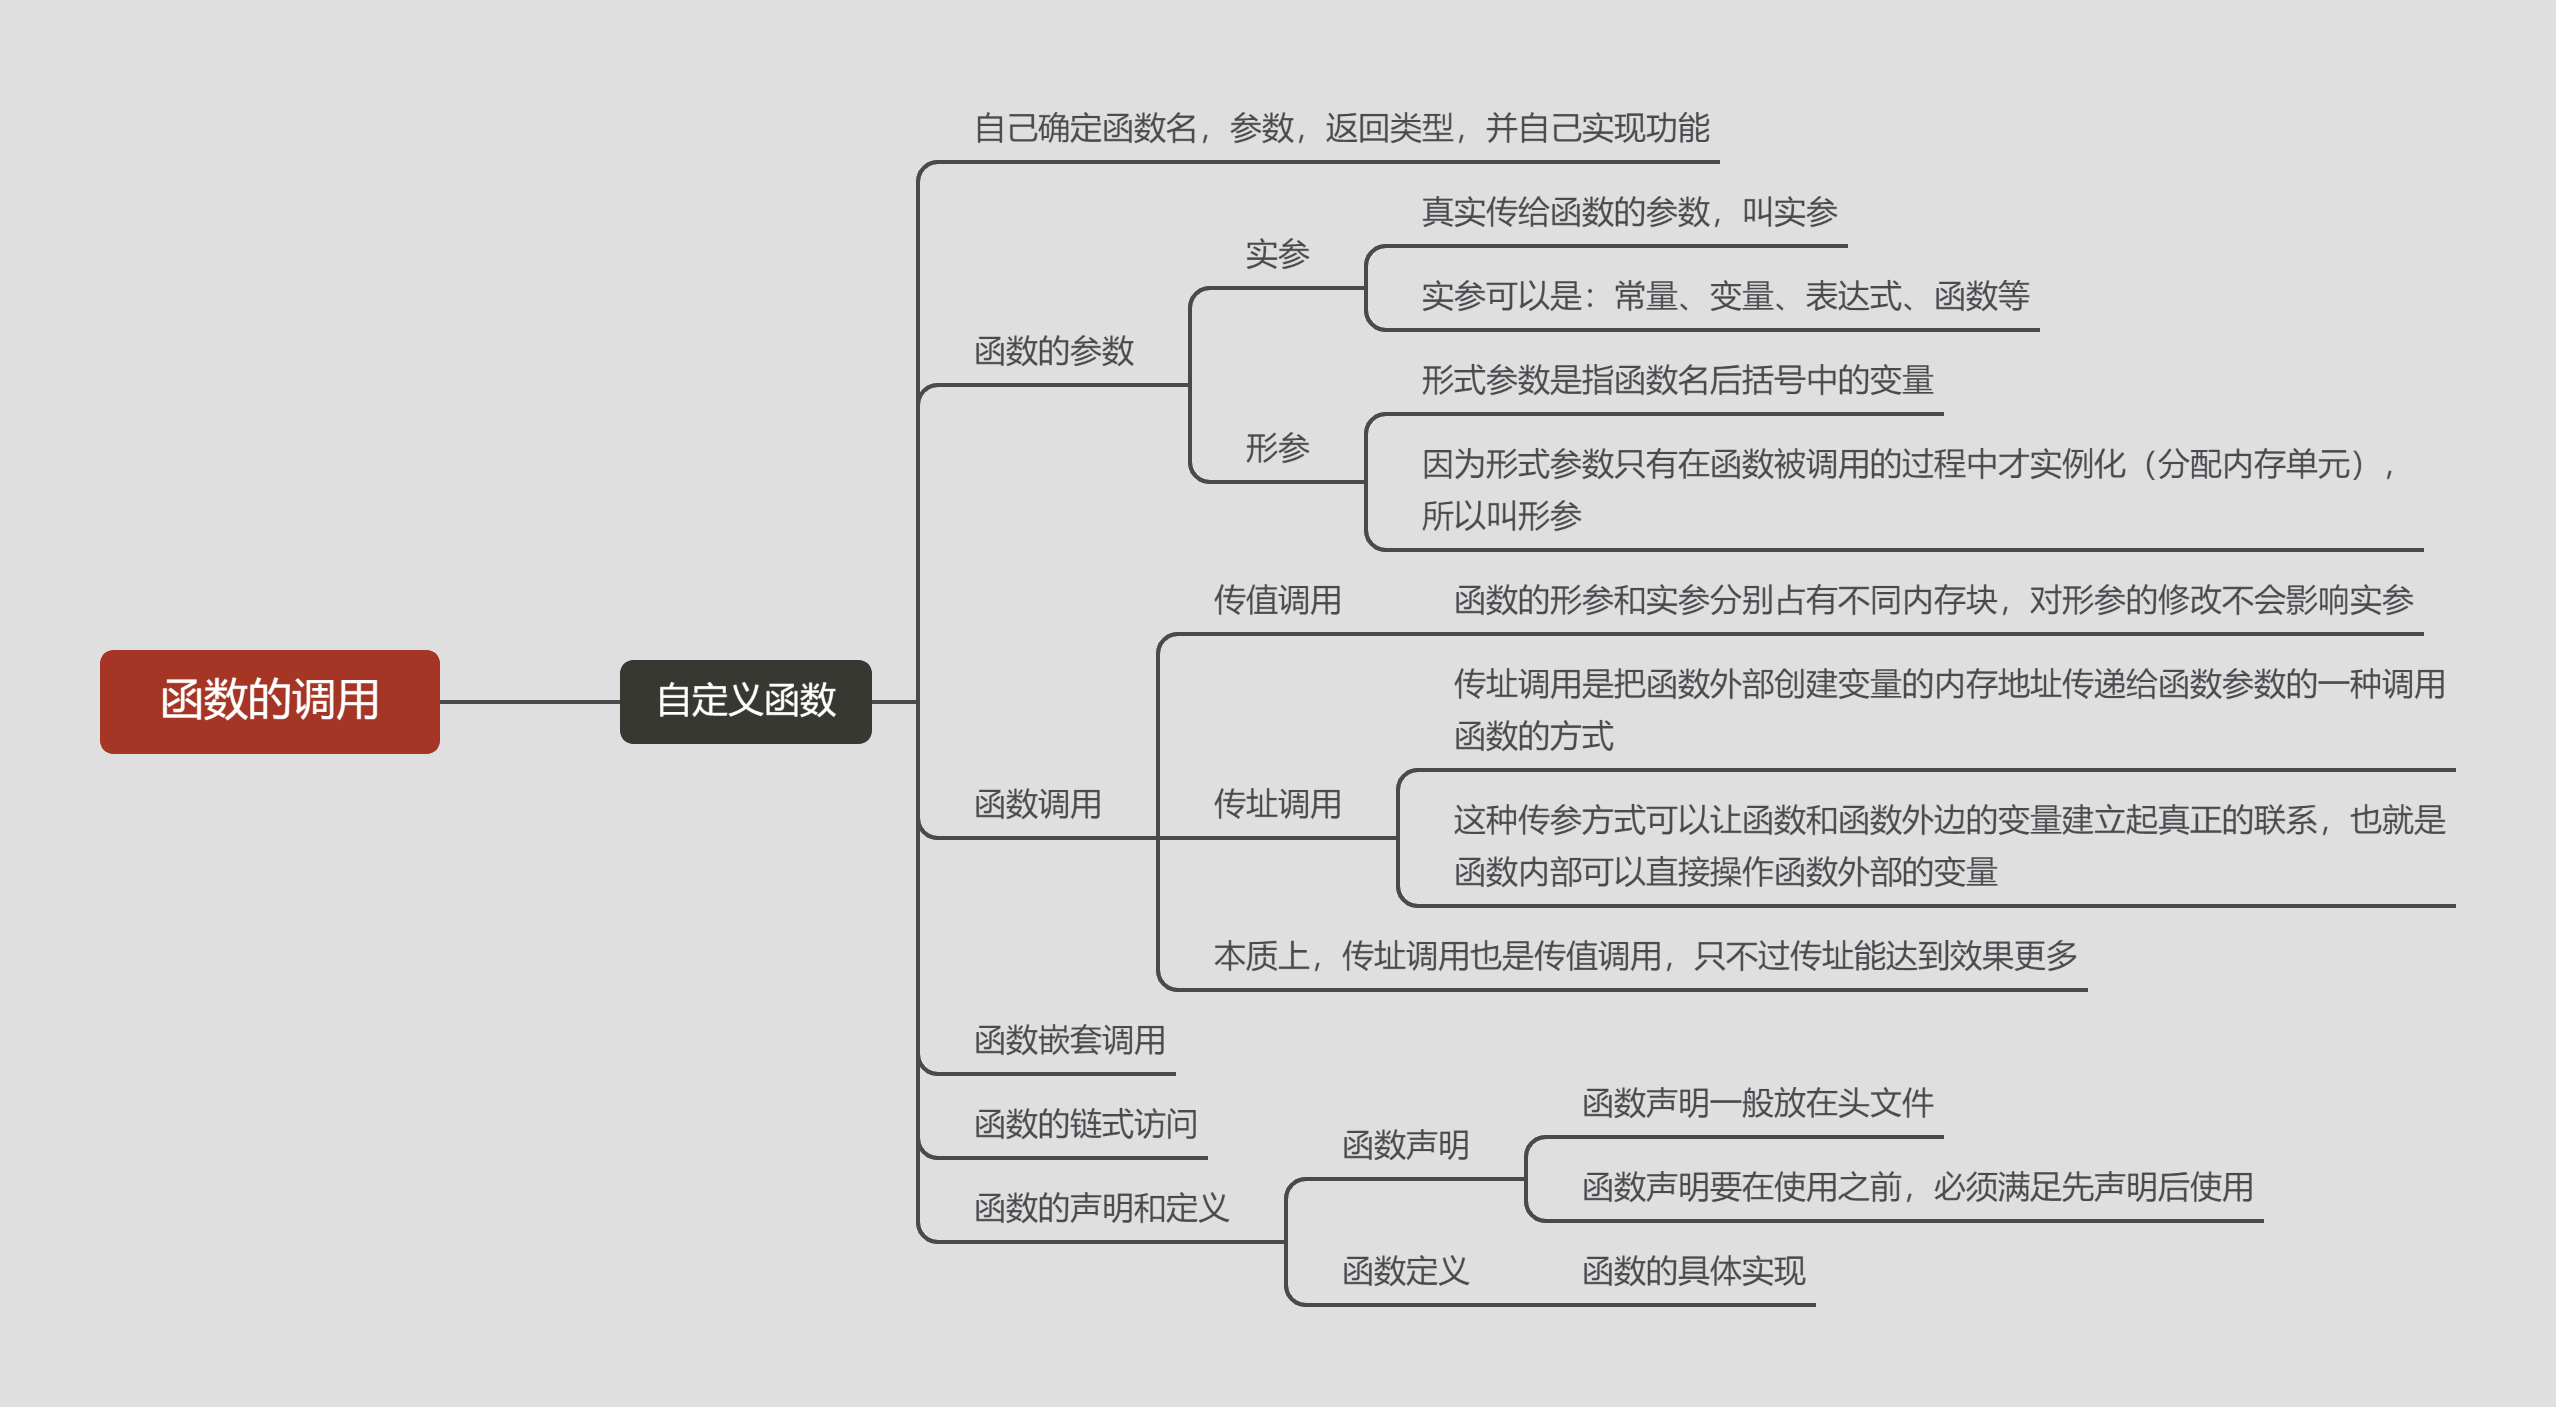 函数的调用
自定义函数
自己确定函数名，参数，返回类型，并自己实现功能
函数的参数
实参
真实传给函数的参数，叫实参
实参可以是：常量、变量、表达式、函数等
形参
形式参数是指函数名后括号中的变量
因为形式参数只有在函数被调用的过程中才实例化（分配内存单元），
所以叫形参
函数调用
传值调用
函数的形参和实参分别占有不同内存块，对形参的修改不会影响实参
传址调用
传址调用是把函数外部创建变量的内存地址传递给函数参数的一种调用
函数的方式
这种传参方式可以让函数和函数外边的变量建立起真正的联系，也就是
函数内部可以直接操作函数外部的变量
本质上，传址调用也是传值调用，只不过传址能达到效果更多
函数嵌套调用
函数的链式访问
函数的声明和定义
函数声明
函数声明一般放在头文件
函数声明要在使用之前，必须满足先声明后使用
函数定义
函数的具体实现